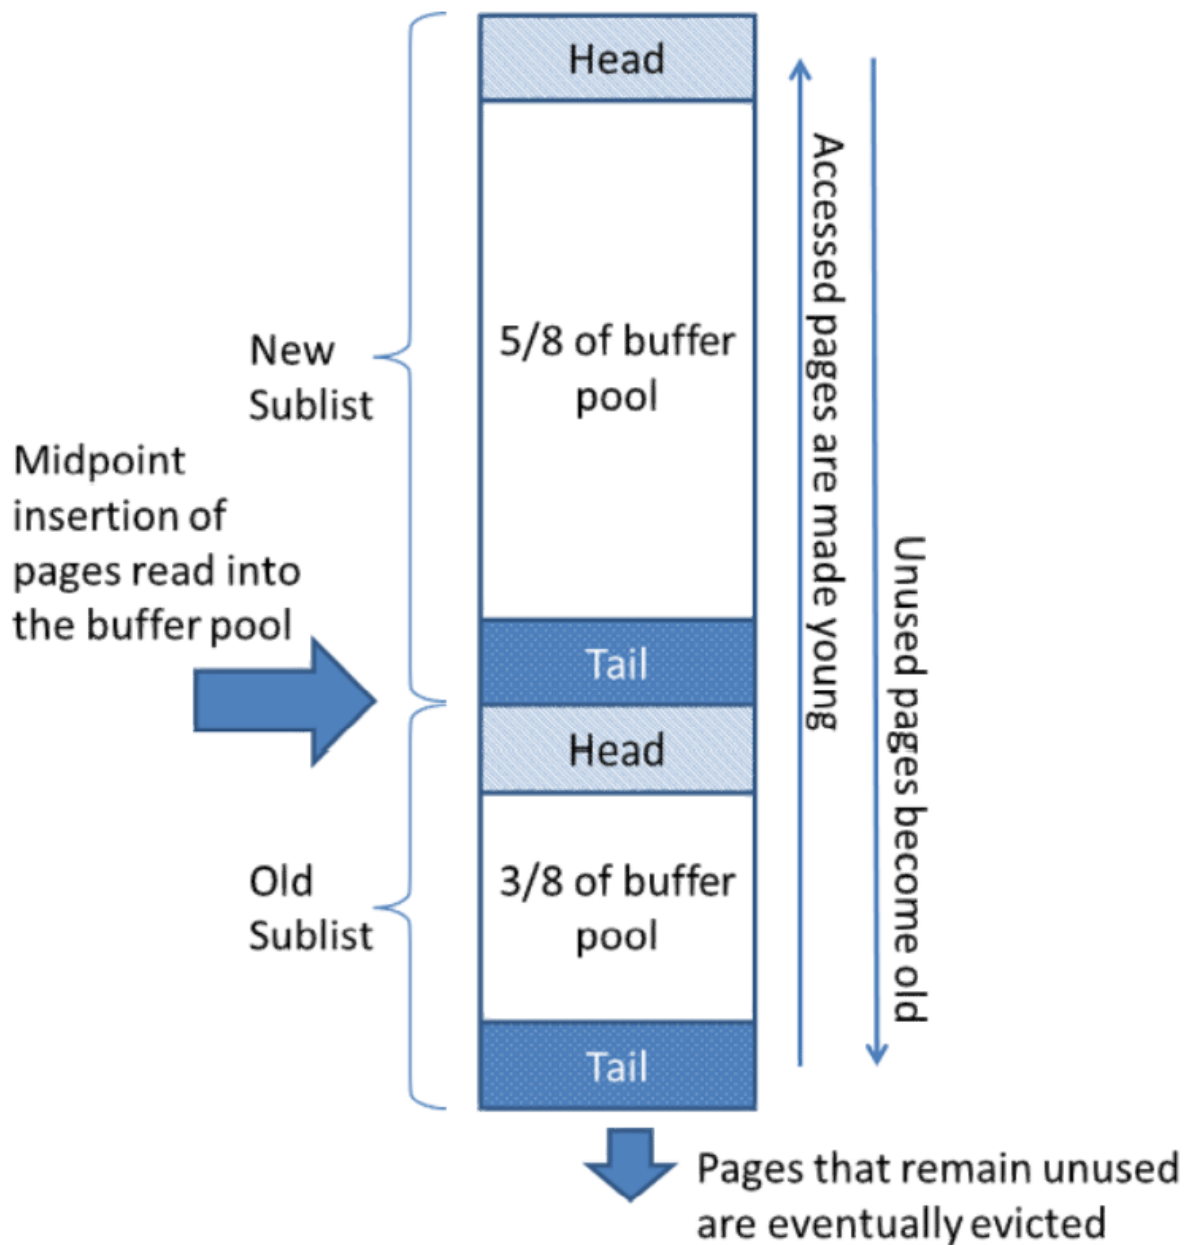 Head
5/8 of buffer
pool
New
Sublist
Accessed pages are made young
Midpoint
insertion of
pages read into
the buffer pool
Unused pages become old
Tail
Head
3/8 of buffer
pool
Old
Sublist
Tail
Pages that remain unused
are eventually evicted